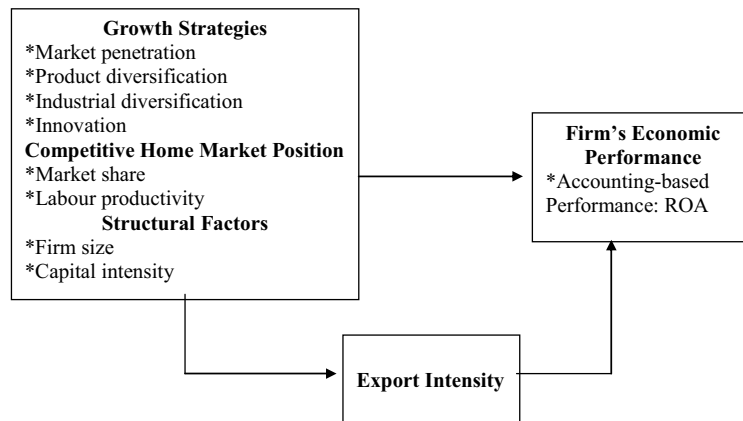 Growth Strategies
*Market penetration
*Product diversification
*Industrial diversification
*Innovation
Competitive Home Market Position
*Market share
*Labour productivity
Structural Factors
*Firm size
*Capital intensity
Firm's Economic
Performance
*Accounting-based
Performance: ROA
Export Intensity